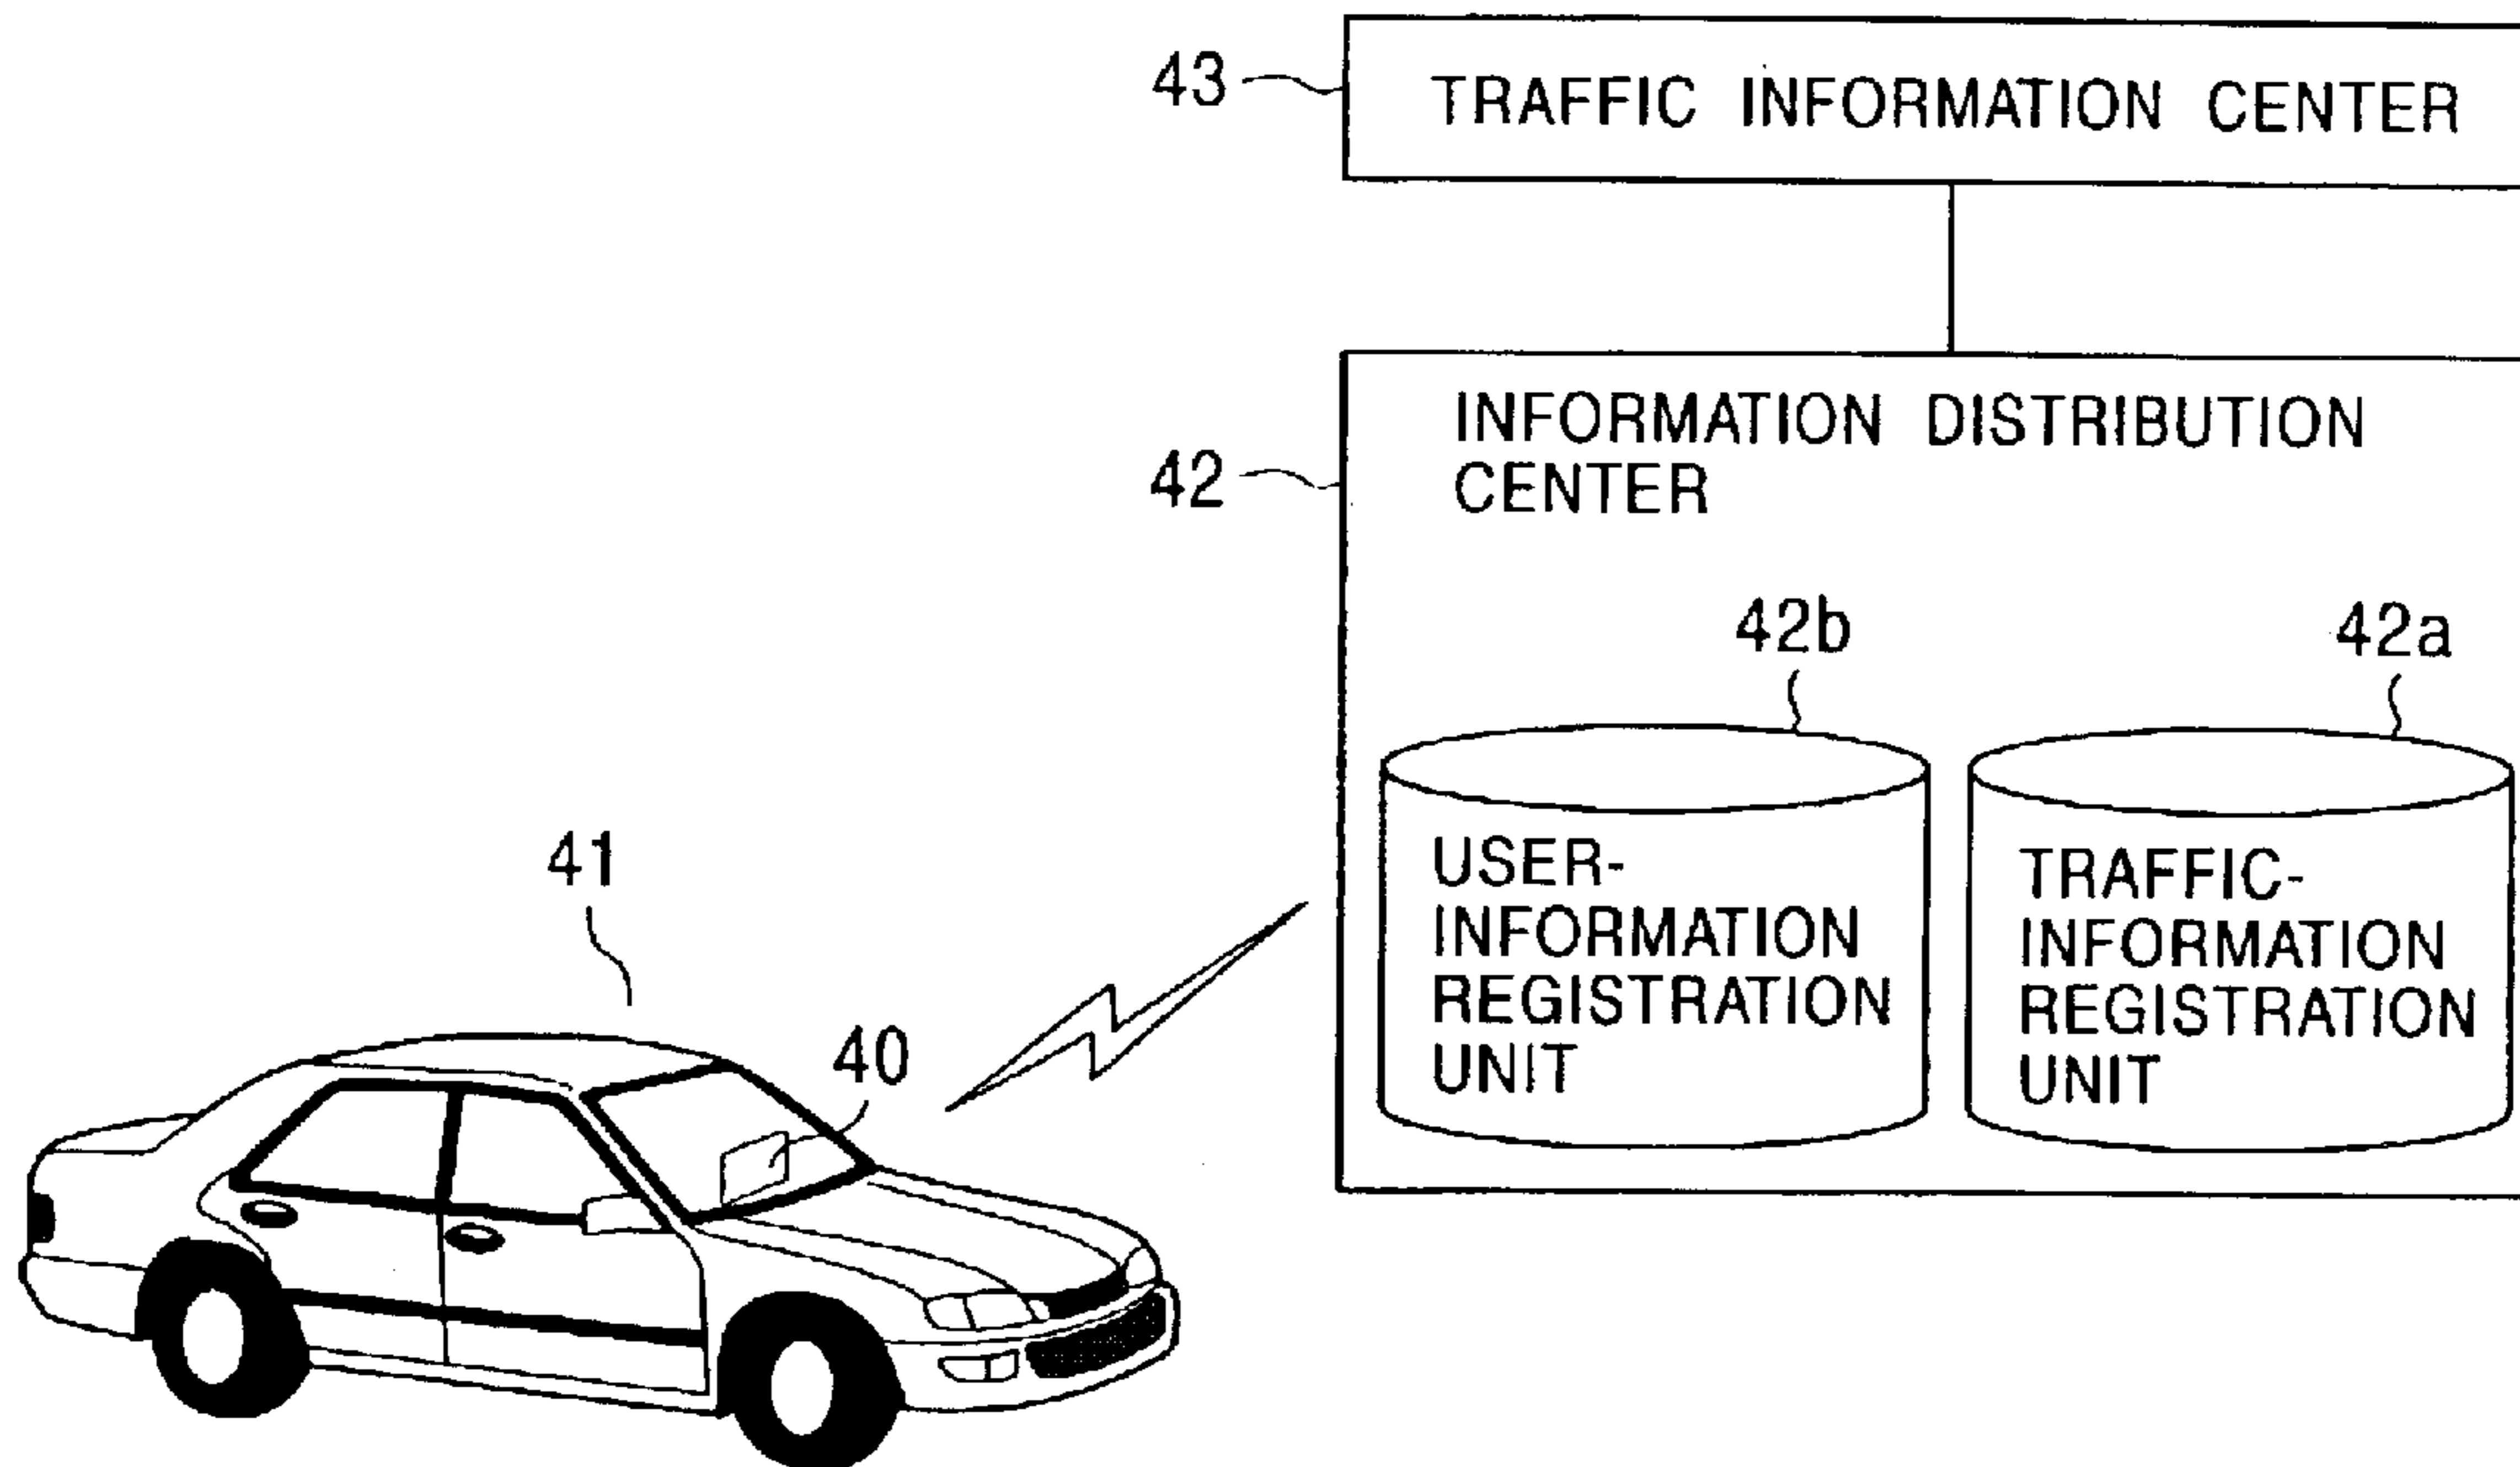 43
TRAFFIC INFORMATION CENTER
42
INFORMATION DISTRIBUTION
CENTER
42b
42a
USER-
INFORMATION
REGISTRATION
UNIT
TRAFFIC-
INFORMATION
REGISTRATION
UNIT
41
40